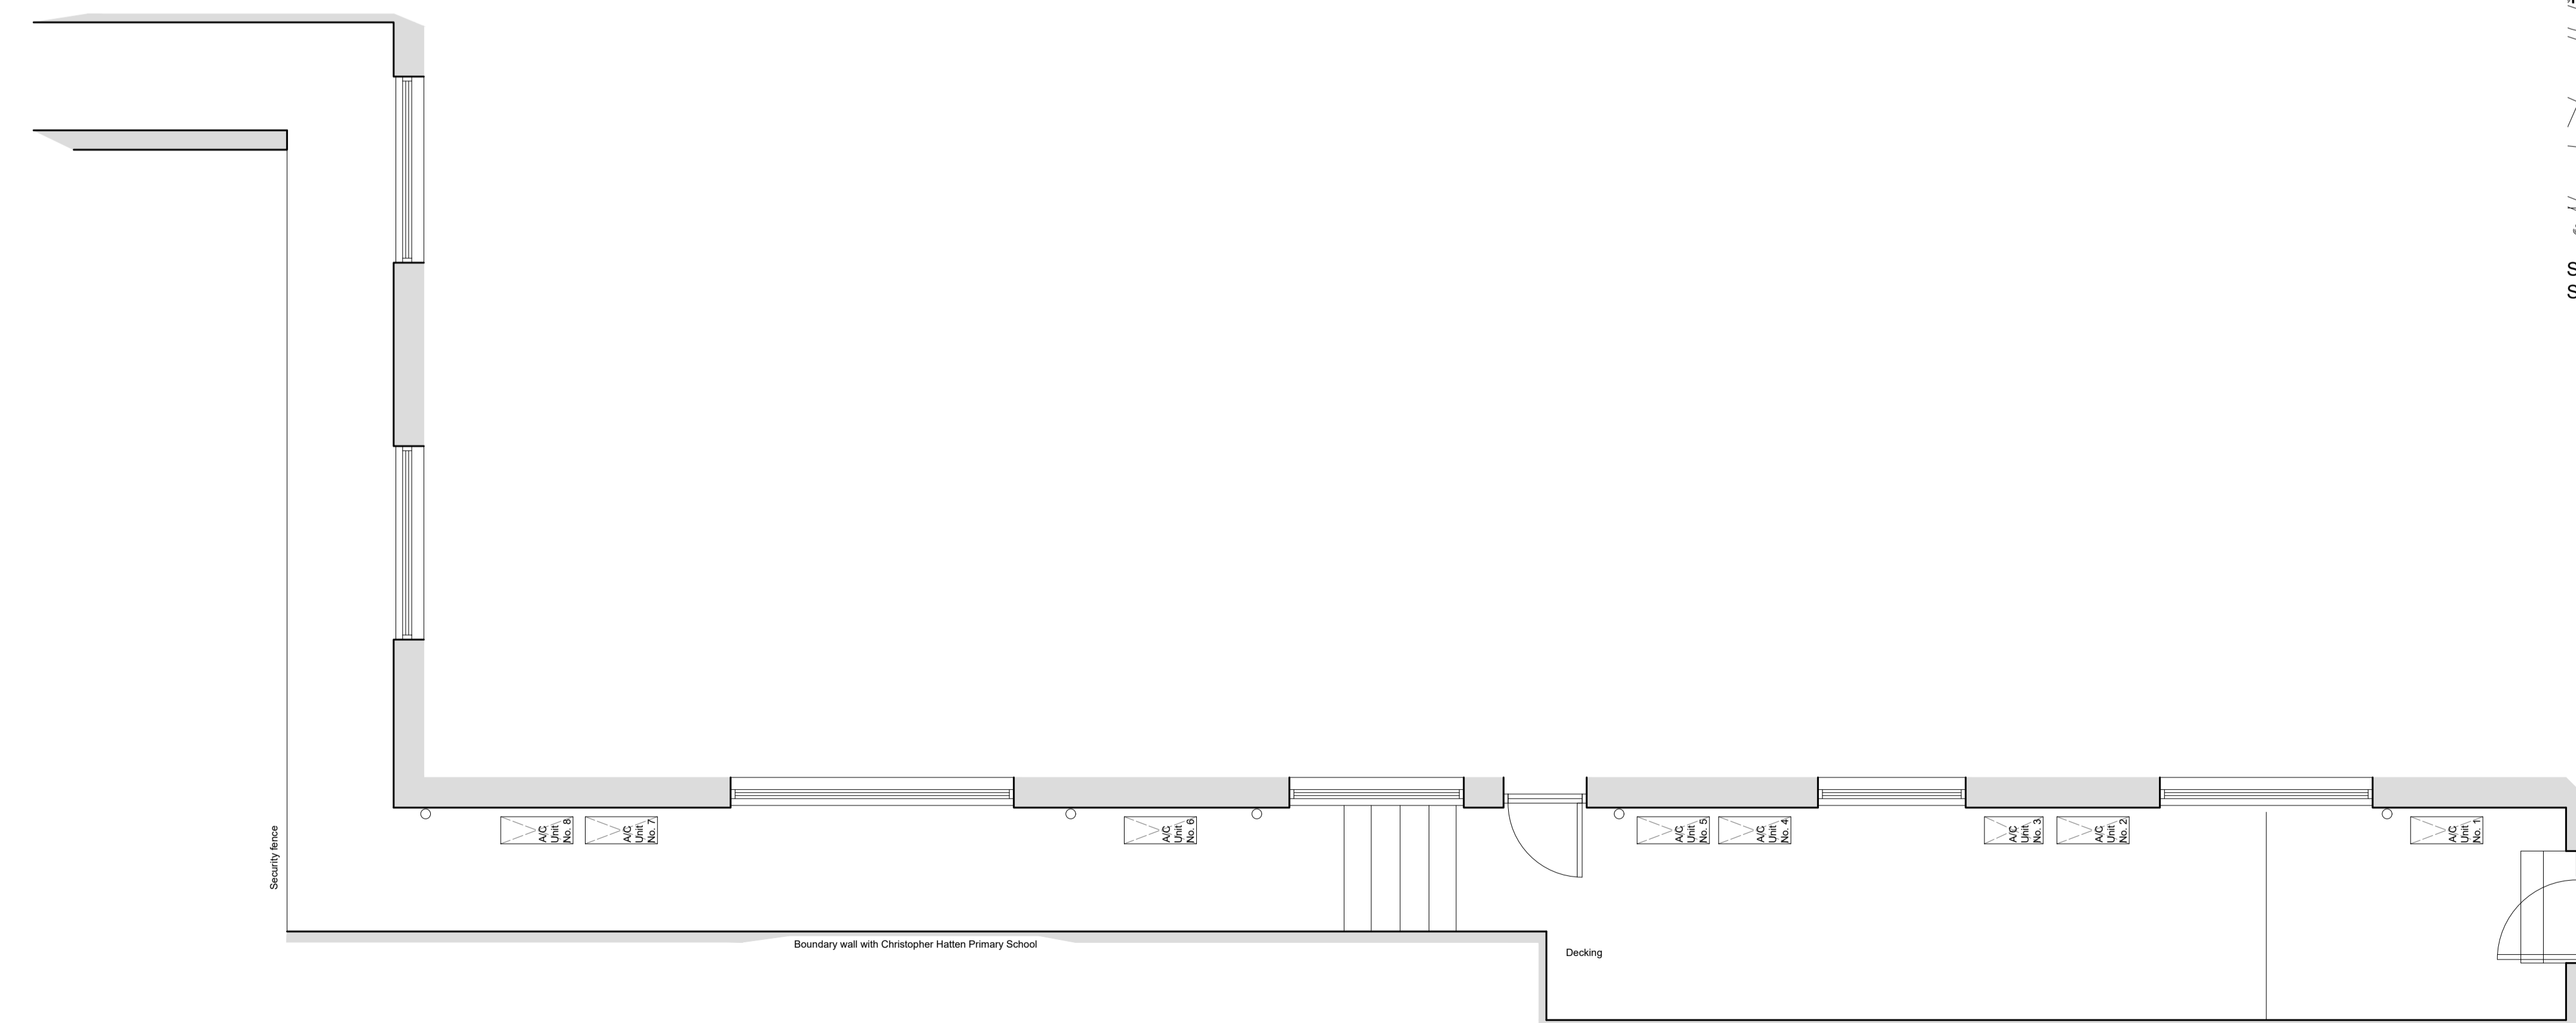 S
S
A/C
Unit
No. 8
A/C
Unit
No. 7
A/C
Unit
No. 6
A/C
Unit
No. 5
A/C
Unit
No. 4
A/C
Unit
No. 3
A/C
Unit
No. 2
A/C
Unit
No. 1
Security fence
Boundary wall with Christopher Hatten Primary School
Decking